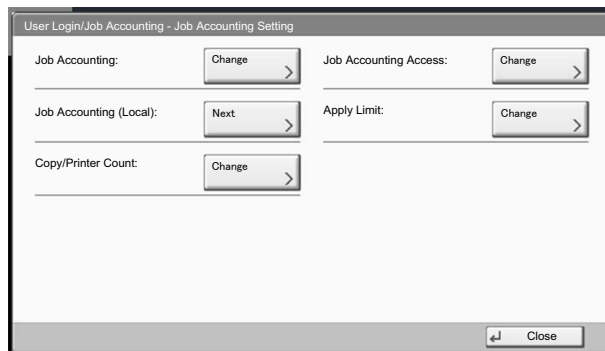 User Login/Job Accounting - Job Accounting Setting
Job Accounting: Change Job Accounting Access: Change
Job Accounting (Local): Next Apply Limit: Change
Copy/Printer Count: Change
Close